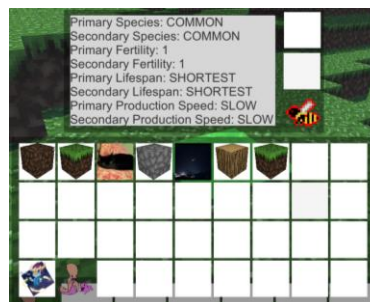 Primary Species: COMMON
Secondary Species: COMMON
Primary Fertility: 1
Secondary Fertility: 1
Primary Lifespan: SHORTEST
Secondary Lifespan: SHORTEST
Primary Production Speed: SLOW
Secondary Production Speed: SLOW